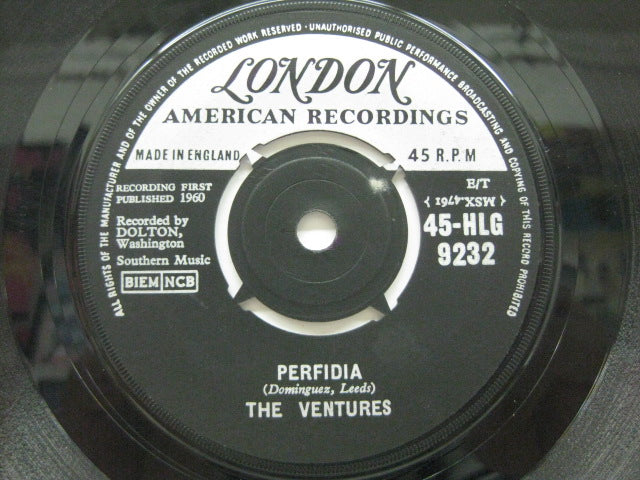 ALL RIGHTS OF THE MANUFACTURER AND OF THE OWNER OF THE RECORDED WORK RESERVED · UNAUTHORISED PUBLIC PERFORMANCE BROADCASTING AND COPYING OF THIS RECORD PROHIBITED
LONDON
AMERICAN RECORDINGS
MADE IN ENGLAND 45 R.P.M
RECORDING FIRST
PUBLISHED 1960
Recorded by
DOLTON,
Washington
Southern Music
BIEM NCB
E/T
( MSX.4761 )
45-HLG
9232
PERFIDIA
(Dominguez, Leeds)
THE VENTURES